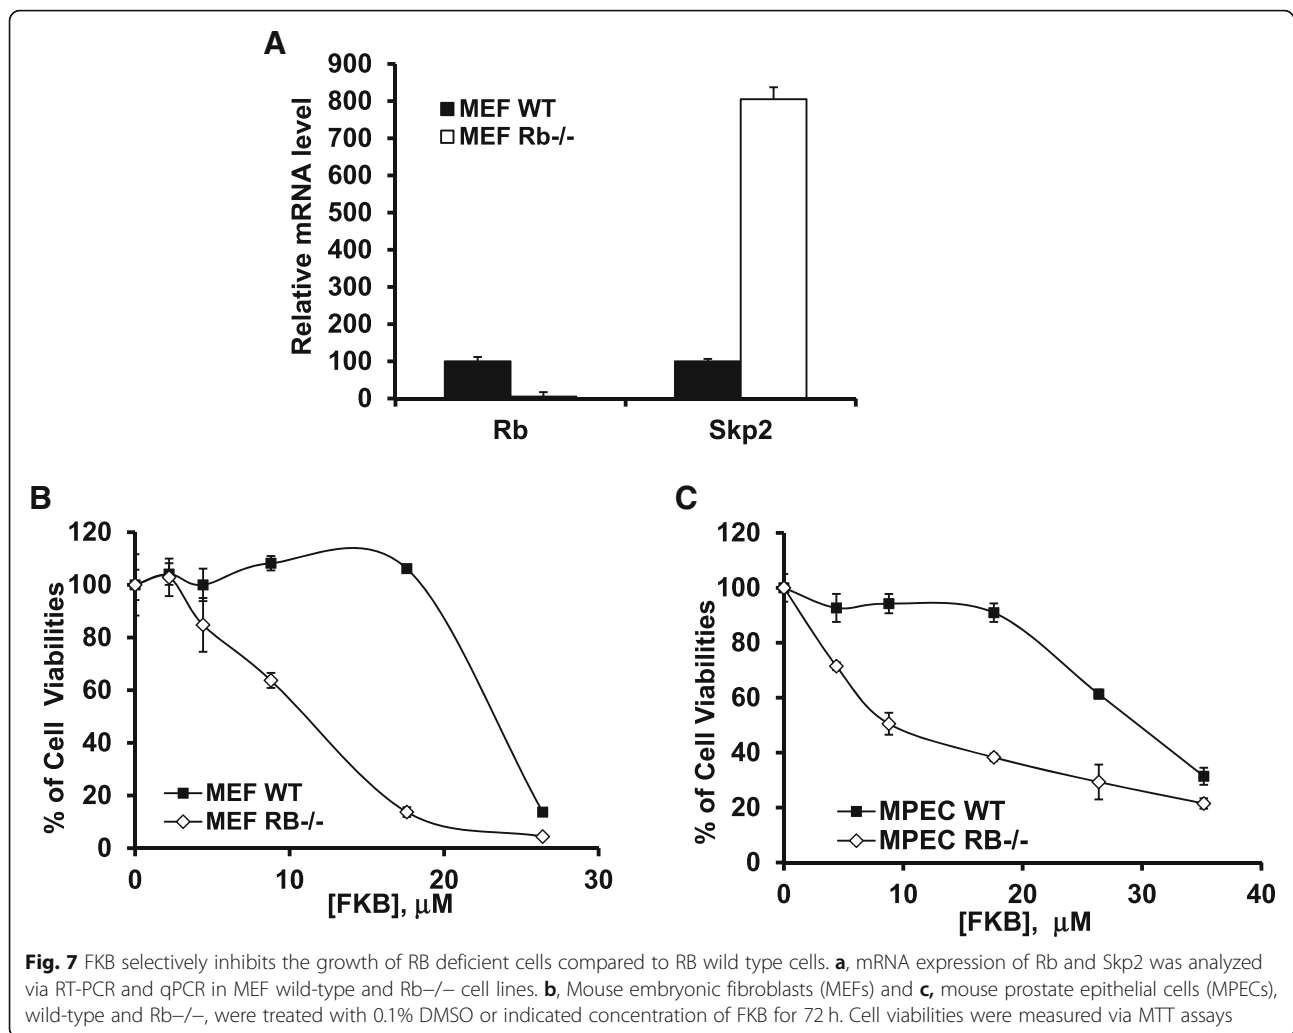 A
900
800
700
600
500
400
300
200
100
0
Relative mRNA level
MEF WT
MEF Rb-/-
Rb
Skp2
B
120
100
80
60
40
20
0
% of Cell Viabilities
MEF WT
MEF RB-/-
0
10
20
30
[FKB], µM
C
120
100
80
60
40
20
0
% of Cell Viabilities
MPEC WT
MPEC RB-/-
0
10
20
30
40
[FKB], µM
Fig. 7 FKB selectively inhibits the growth of RB deficient cells compared to RB wild type cells. a, mRNA expression of Rb and Skp2 was analyzed
via RT-PCR and qPCR in MEF wild-type and Rb−/− cell lines. b, Mouse embryonic fibroblasts (MEFs) and c, mouse prostate epithelial cells (MPECs),
wild-type and Rb−/−, were treated with 0.1% DMSO or indicated concentration of FKB for 72 h. Cell viabilities were measured via MTT assays